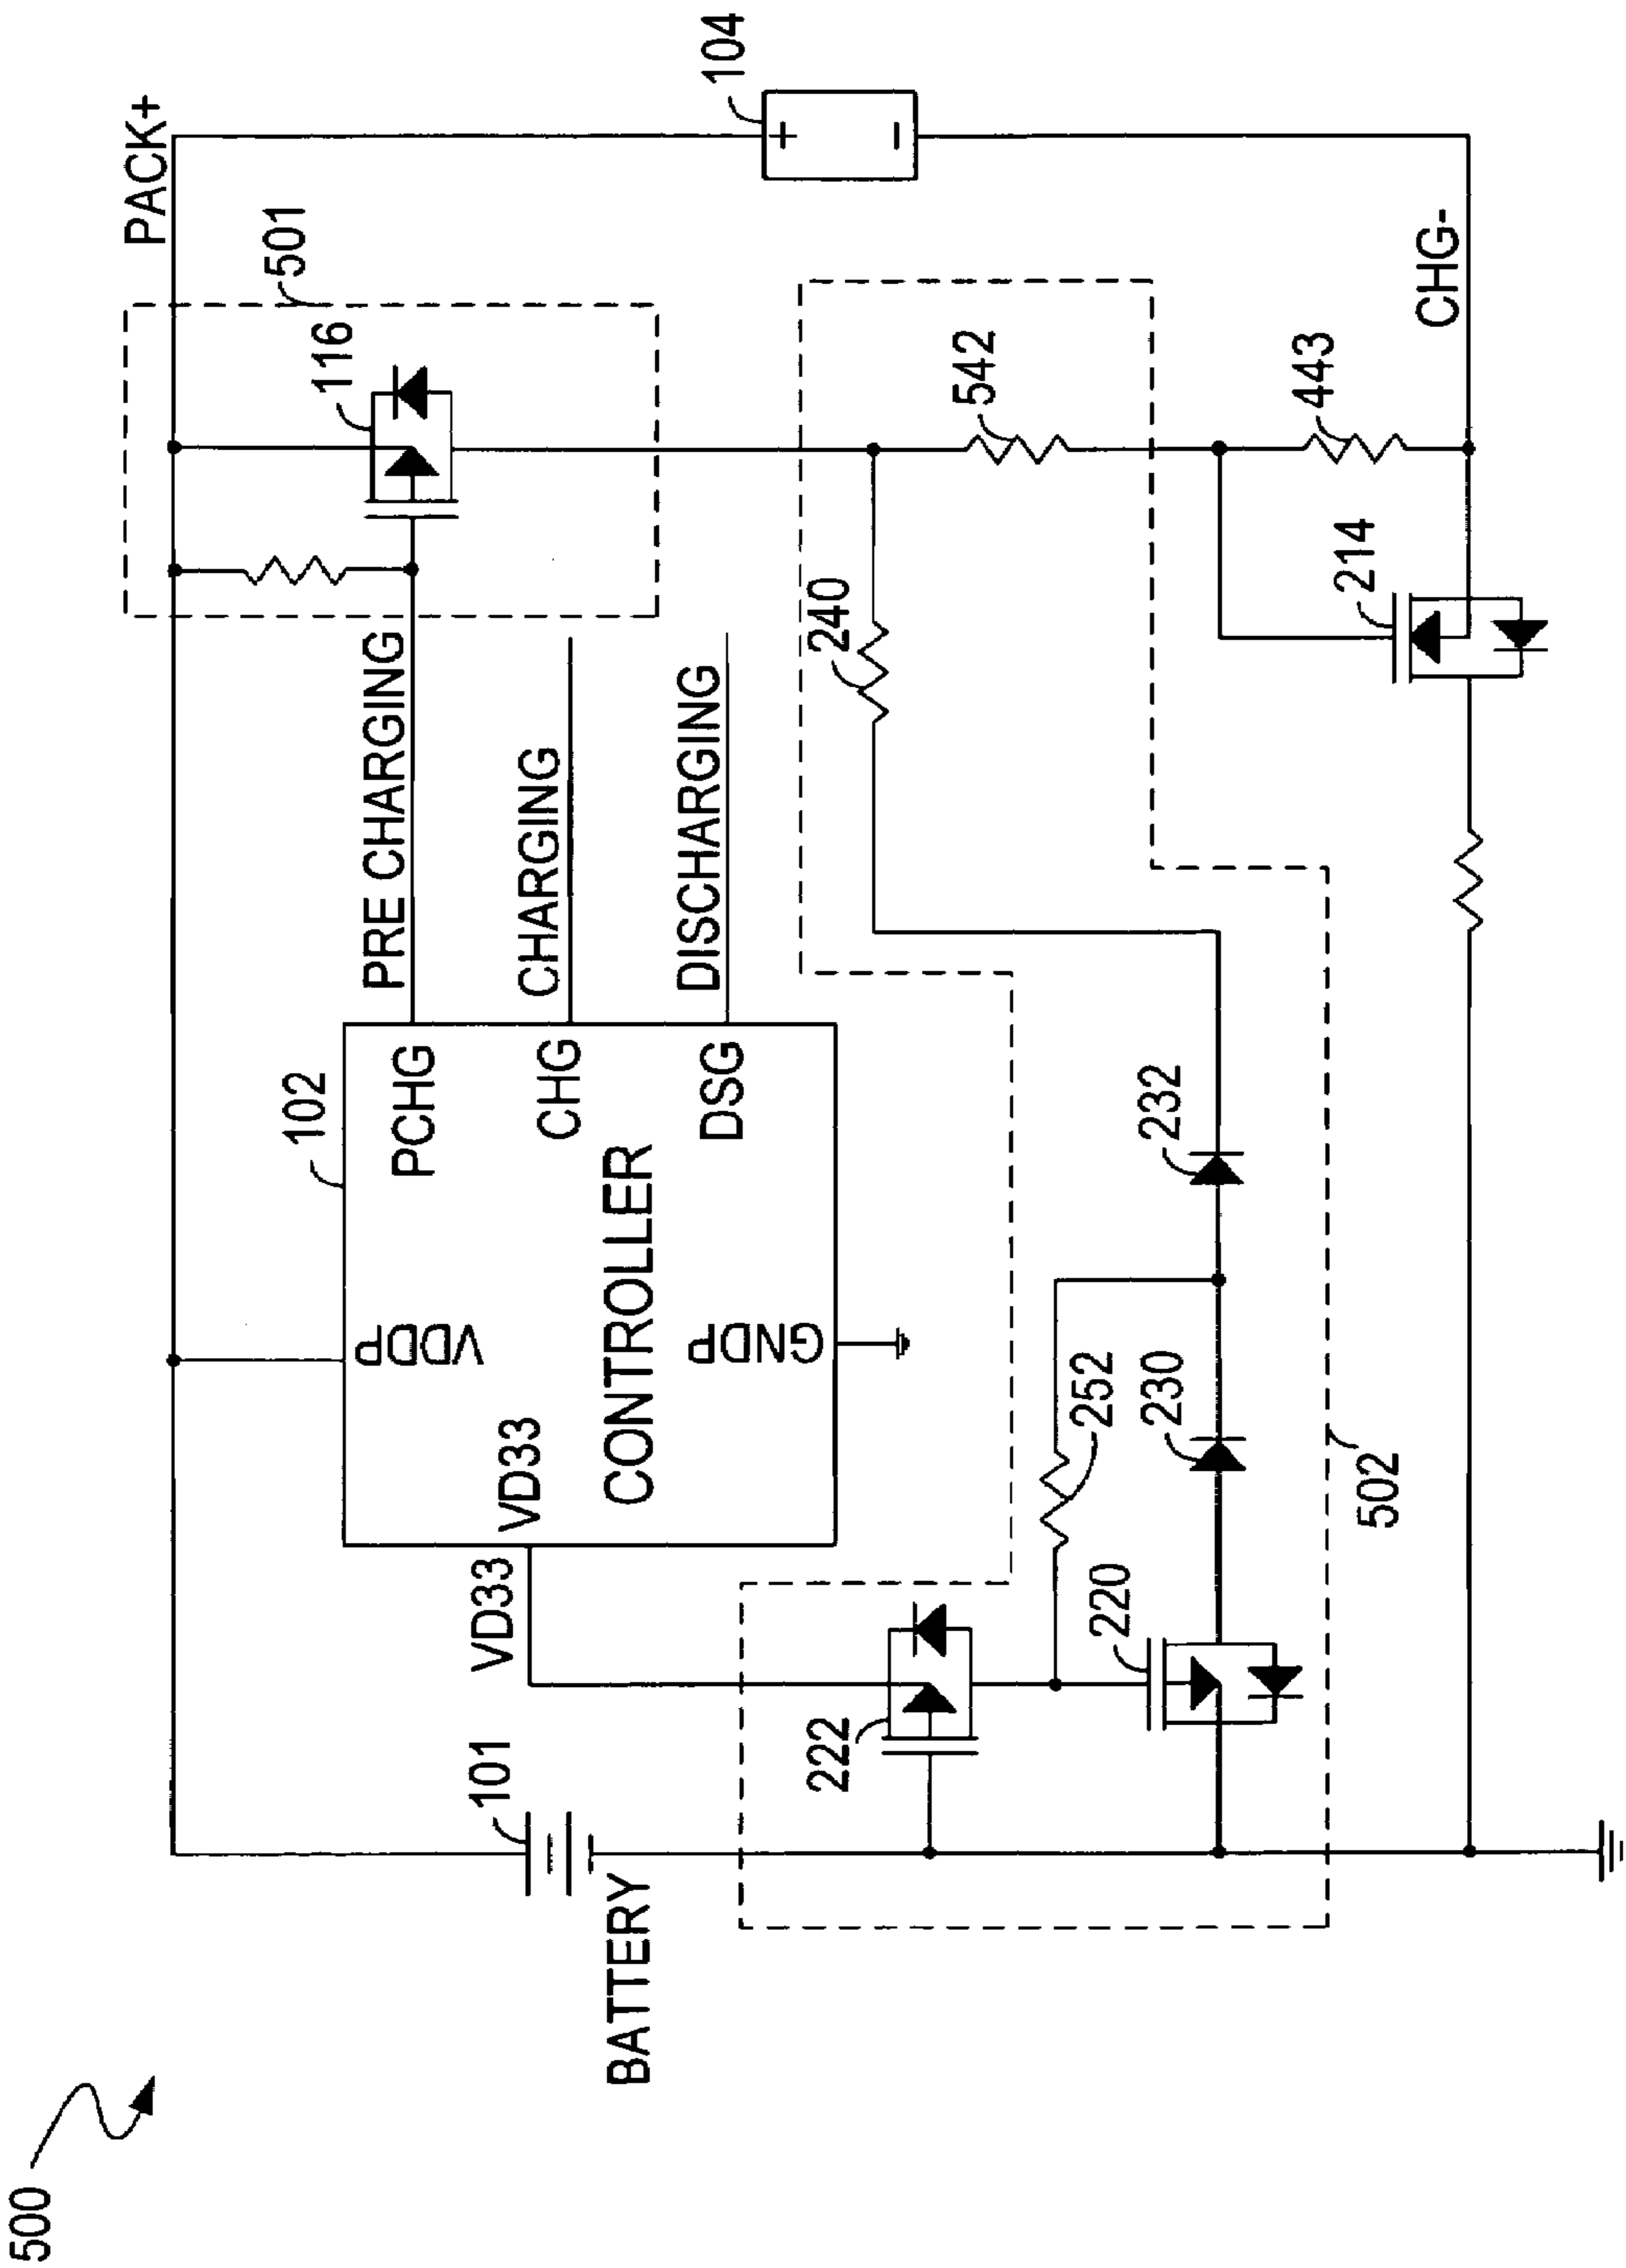 500
PACK+
501
116
104
PRE CHARGING
CHARGING
DISCHARGING
102
VDDP
PCHG
CHG
DSG
VD33
CONTROLLER
GNDP
VD33
101
BATTERY
222
220
252
230
232
240
542
443
214
CHG-
502
+
-